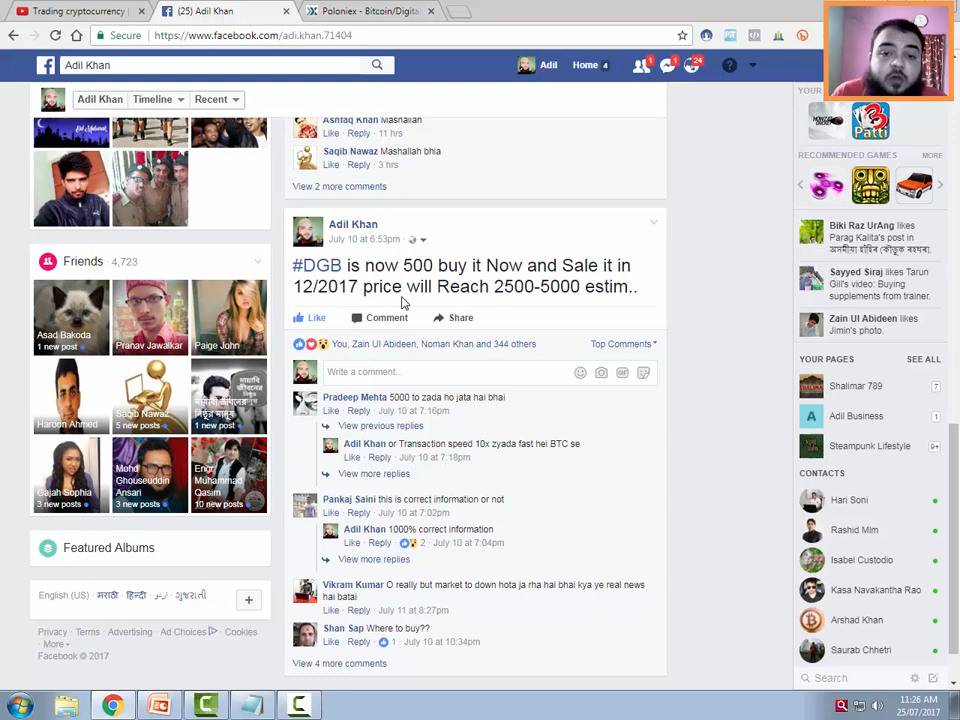 Trading cryptocurrency
(25) Adil Khan
Poloniex - Bitcoin/Digita
Secure
https://www.facebook.com/adi.khan.71404
Adil Khan
Adil
Home 4
1
1
24
Adil Khan
Timeline
Recent
YOUR
Patti
RECOMMENDED GAMES
MORE
Ashfaq Khan Mashallah
Like · Reply · 11 hrs
Saqib Nawaz Mashallah bhia
Like · Reply · 3 hrs
View 2 more comments
Adil Khan
July 10 at 6:53pm
#DGB is now 500 buy it Now and Sale it in
12/2017 price will Reach 2500-5000 estim..
Like
Comment
Share
You, Zain UI Abideen, Noman Khan and 344 others
Top Comments
Write a comment...
Pradeep Mehta 5000 to zada ho jata hai bhai
Like · Reply · July 10 at 7:16pm
View previous replies
Adil Khan or Transaction speed 10x zyada fast hei BTC se
Like · Reply · July 10 at 7:18pm
View more replies
Pankaj Saini this is correct information or not
Like · Reply · July 10 at 7:02pm
Adil Khan 1000% correct information
Like · Reply · 2 · July 10 at 7:04pm
View more replies
Vikram Kumar O really but market to down hota ja rha hai bhai kya ye real news
hai batai
Like · Reply · July 11 at 8:27pm
Shan Sap Where to buy??
Like · Reply · 1 · July 10 at 10:34pm
View 4 more comments
Friends · 4,723
Asad Bakoda
1 new post
Pranav Jawalkar
Paige John
Haroon Ahmed
Saqib Nawaz
5 new posts
1 new post
Gajah Sophia
3 new posts
Mohd
Ghouseuddin
Ansari
3 new posts
Engr
Muhammad
Qasim
10 new posts
Featured Albums
English (US) · मराठी · हिन्दी · اردو · ગુજરાતી
Privacy · Terms · Advertising · Ad Choices · Cookies
More
Facebook © 2017
Biki Raz UrAng likes
Parag Kalita's post in
Sayyed Siraj likes Tarun
Gill's video: Buying
supplements from trainer.
Zain UI Abideen likes
Jimin's photo.
YOUR PAGES
SEE ALL
Shalimar 789
7
A
Adil Business
1
Steampunk Lifestyle
9+
CONTACTS
Hari Soni
Rashid Mlm
Isabel Custodio
Kasa Navakantha Rao
Arshad Khan
Saurab Chhetri
Search
11:26 AM
25/07/2017